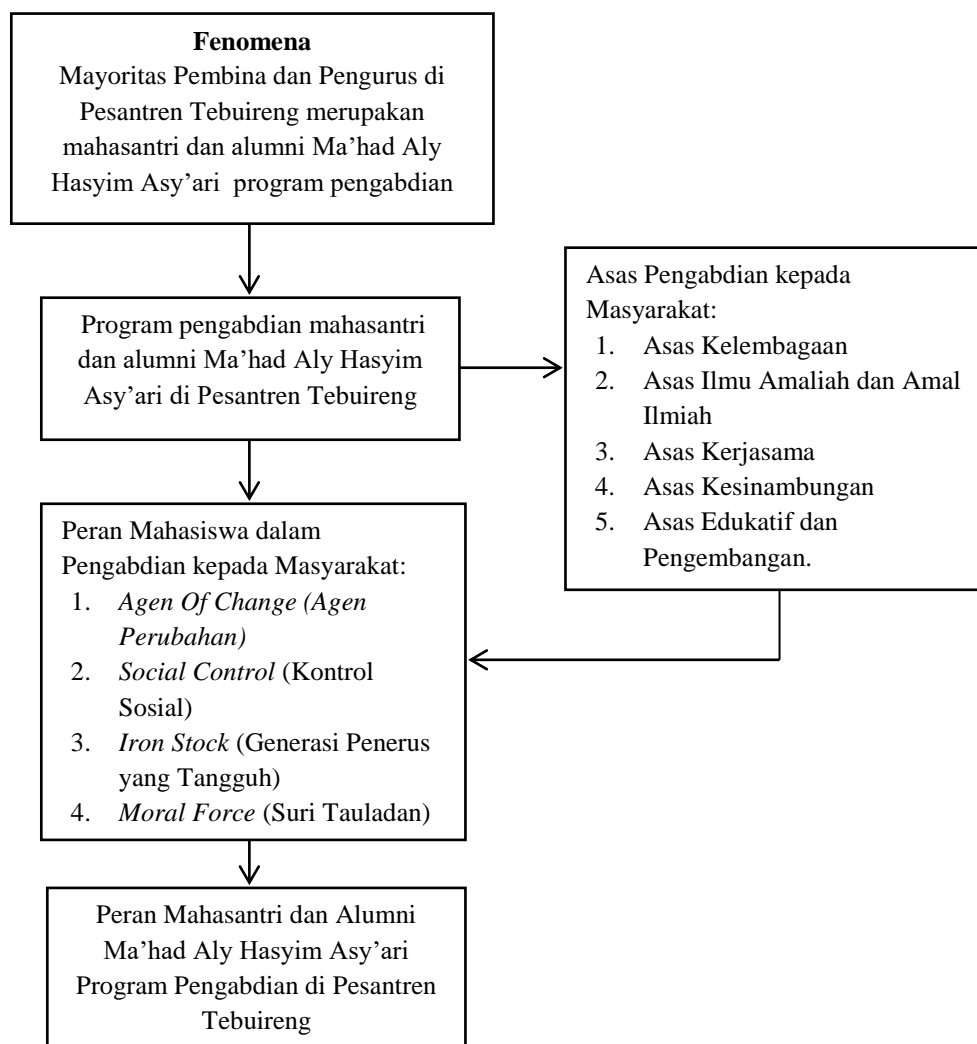 Fenomena
Mayoritas Pembina dan Pengurus di
Pesantren Tebuireng merupakan
mahasantri dan alumni Ma’had Aly
Hasyim Asy’ari program pengabdian
Program pengabdian mahasantri
dan alumni Ma’had Aly Hasyim
Asy’ari di Pesantren Tebuireng
Asas Pengabdian kepada
Masyarakat:
1. Asas Kelembagaan
2. Asas Ilmu Amaliah dan Amal
Ilmiah
3. Asas Kerjasama
4. Asas Kesinambungan
5. Asas Edukatif dan
Pengembangan.
Peran Mahasiswa dalam
Pengabdian kepada Masyarakat:
1. Agen Of Change (Agen
Perubahan)
2. Social Control (Kontrol
Sosial)
3. Iron Stock (Generasi Penerus
yang Tangguh)
4. Moral Force (Suri Tauladan)
Peran Mahasantri dan Alumni
Ma’had Aly Hasyim Asy’ari
Program Pengabdian di Pesantren
Tebuireng